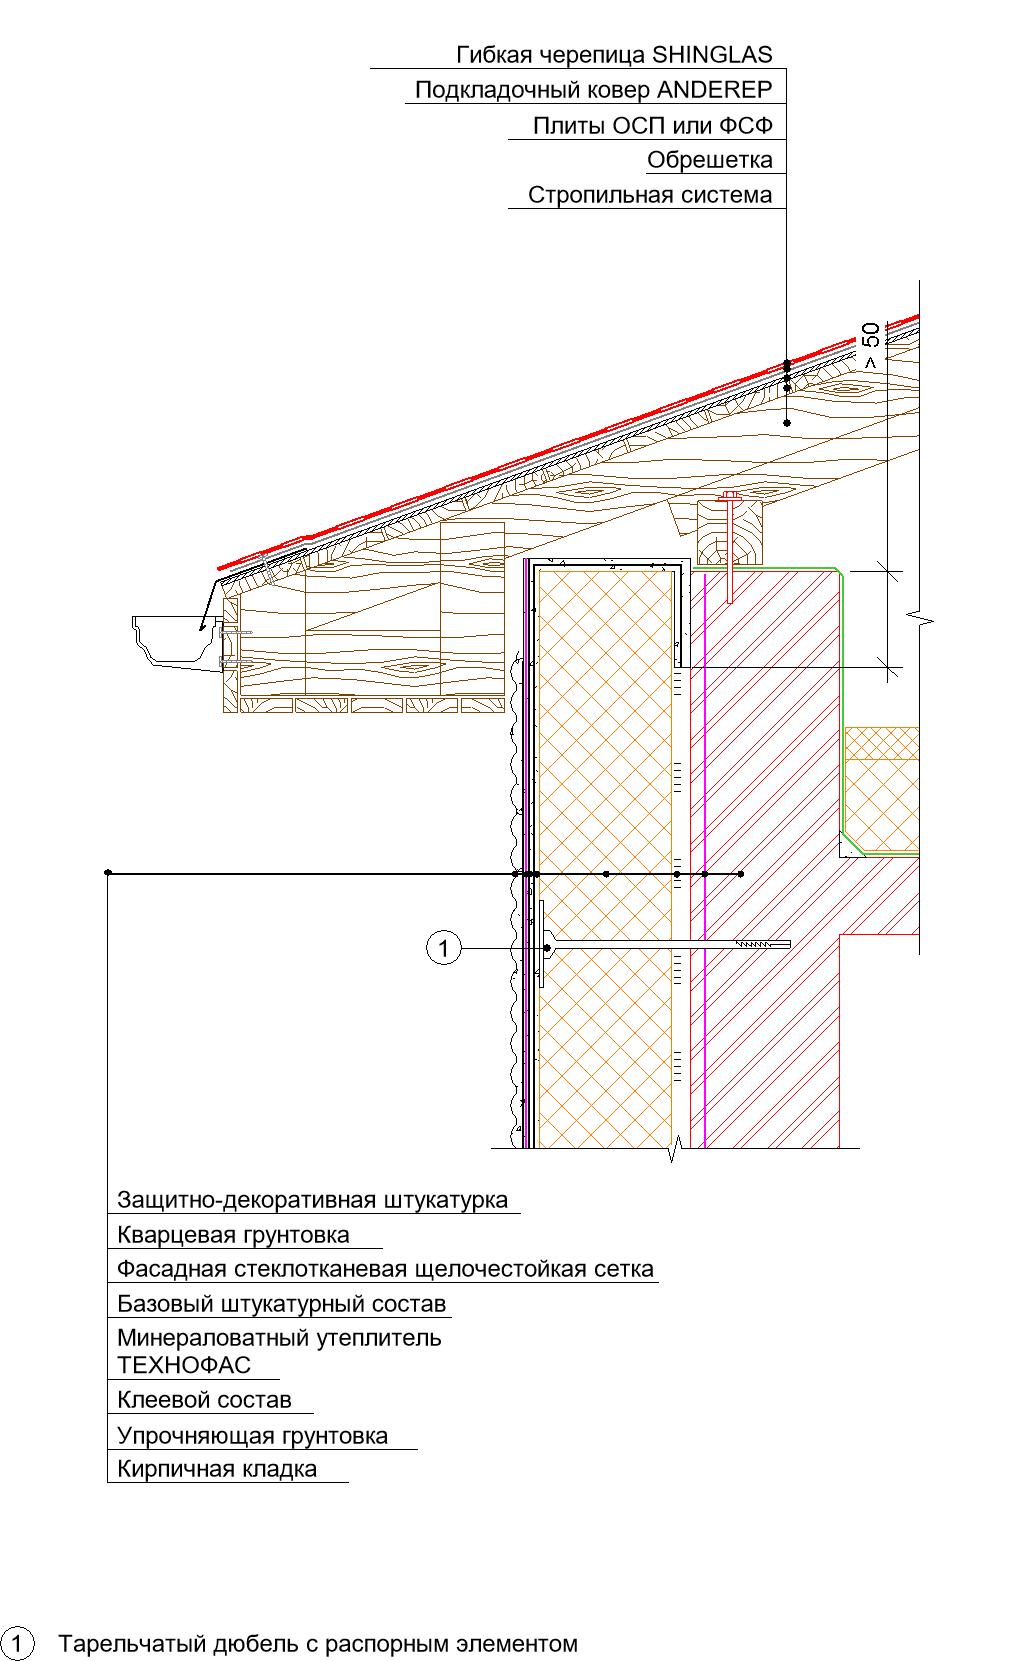 Гибкая черепица SHINGLAS
Подкладочный ковер ANDEREP
Плиты ОСП или ФСФ
Обрешетка
Стропильная система
> 50
1
Защитно-декоративная штукатурка
Кварцевая грунтовка
Фасадная стеклотканевая щелочестойкая сетка
Базовый штукатурный состав
Минераловатный утеплитель
ТЕХНОФАС
Клеевой состав
Упрочняющая грунтовка
Кирпичная кладка
1 Тарельчатый дюбель с распорным элементом